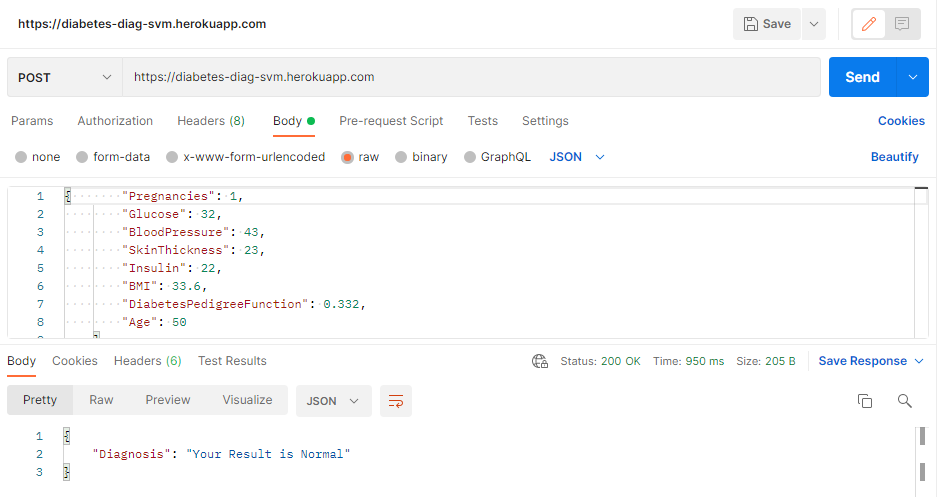 https://diabetes-diag-svm.herokuapp.com Save
POST https://diabetes-diag-svm.herokuapp.com Send
Params Authorization Headers (8) Body Pre-request Script Tests Settings Cookies
none form-data x-www-form-urlencoded raw binary GraphQL JSON Beautify
1 { "Pregnancies": 1,
2 "Glucose": 32,
3 "BloodPressure": 43,
4 "SkinThickness": 23,
5 "Insulin": 22,
6 "BMI": 33.6,
7 "DiabetesPedigreeFunction": 0.332,
8 "Age": 50
Body Cookies Headers (6) Test Results Status: 200 OK Time: 950 ms Size: 205 B Save Response
Pretty Raw Preview Visualize JSON
1 {
2 "Diagnosis": "Your Result is Normal"
3 }